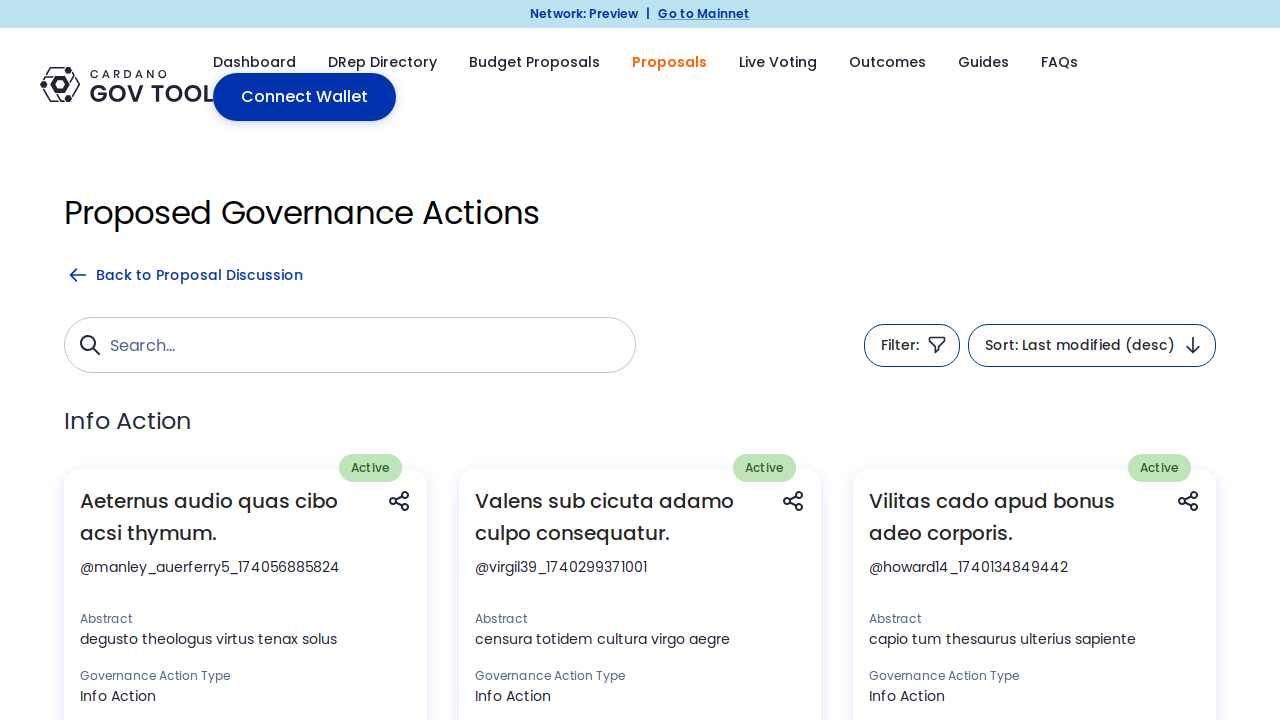 Network: Preview | Go to Mainnet
CARDANO
GOV TOOL
Dashboard DRep Directory Budget Proposals Proposals Live Voting Outcomes Guides FAQs
Connect Wallet
Proposed Governance Actions
Back to Proposal Discussion
Search...
Filter:
Sort: Last modified (desc)
Info Action
Active
Aeternus audio quas cibo
acsi thymum.
@manley_auerferry5_174056885824
Abstract
degusto theologus virtus tenax solus
Governance Action Type
Info Action
Active
Valens sub cicuta adamo
culpo consequatur.
@virgil39_1740299371001
Abstract
censura totidem cultura virgo aegre
Governance Action Type
Info Action
Active
Vilitas cado apud bonus
adeo corporis.
@howard14_1740134849442
Abstract
capio tum thesaurus ulterius sapiente
Governance Action Type
Info Action